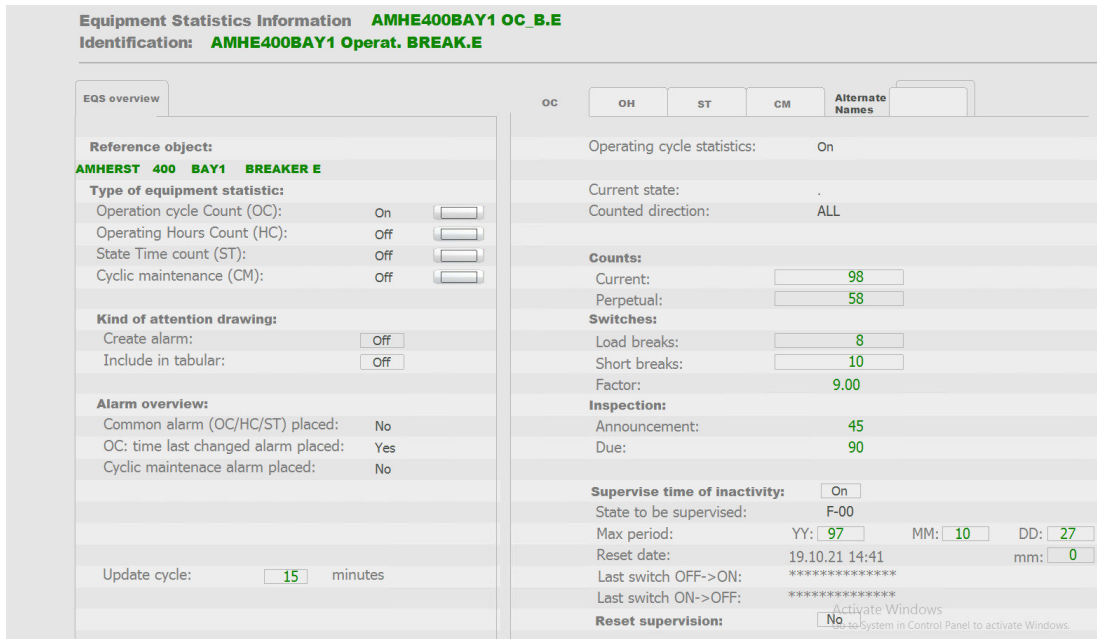 Equipment Statistics Information AMHE400BAY1 OC_B.E
Identification: AMHE400BAY1 Operat. BREAK.E
EQS overview
Reference object:
AMHERST 400 BAY1 BREAKER E
Type of equipment statistic:
Operation cycle Count (OC): On
Operating Hours Count (HC): Off
State Time count (ST): Off
Cyclic maintenance (CM): Off
Kind of attention drawing:
Create alarm: Off
Include in tabular: Off
Alarm overview:
Common alarm (OC/HC/ST) placed: No
OC: time last changed alarm placed: Yes
Cyclic maintenace alarm placed: No
Update cycle: 15 minutes
OC OH ST CM Alternate Names
Operating cycle statistics: On
Current state: .
Counted direction: ALL
Counts:
Current: 98
Perpetual: 58
Switches:
Load breaks: 8
Short breaks: 10
Factor: 9.00
Inspection:
Announcement: 45
Due: 90
Supervise time of inactivity: On
State to be supervised: F-00
Max period: YY: 97 MM: 10 DD: 27
Reset date: 19.10.21 14:41 mm: 0
Last switch OFF->ON: **************
Last switch ON->OFF: **************
Reset supervision: No
Activate Windows
Go to System in Control Panel to activate Windows.